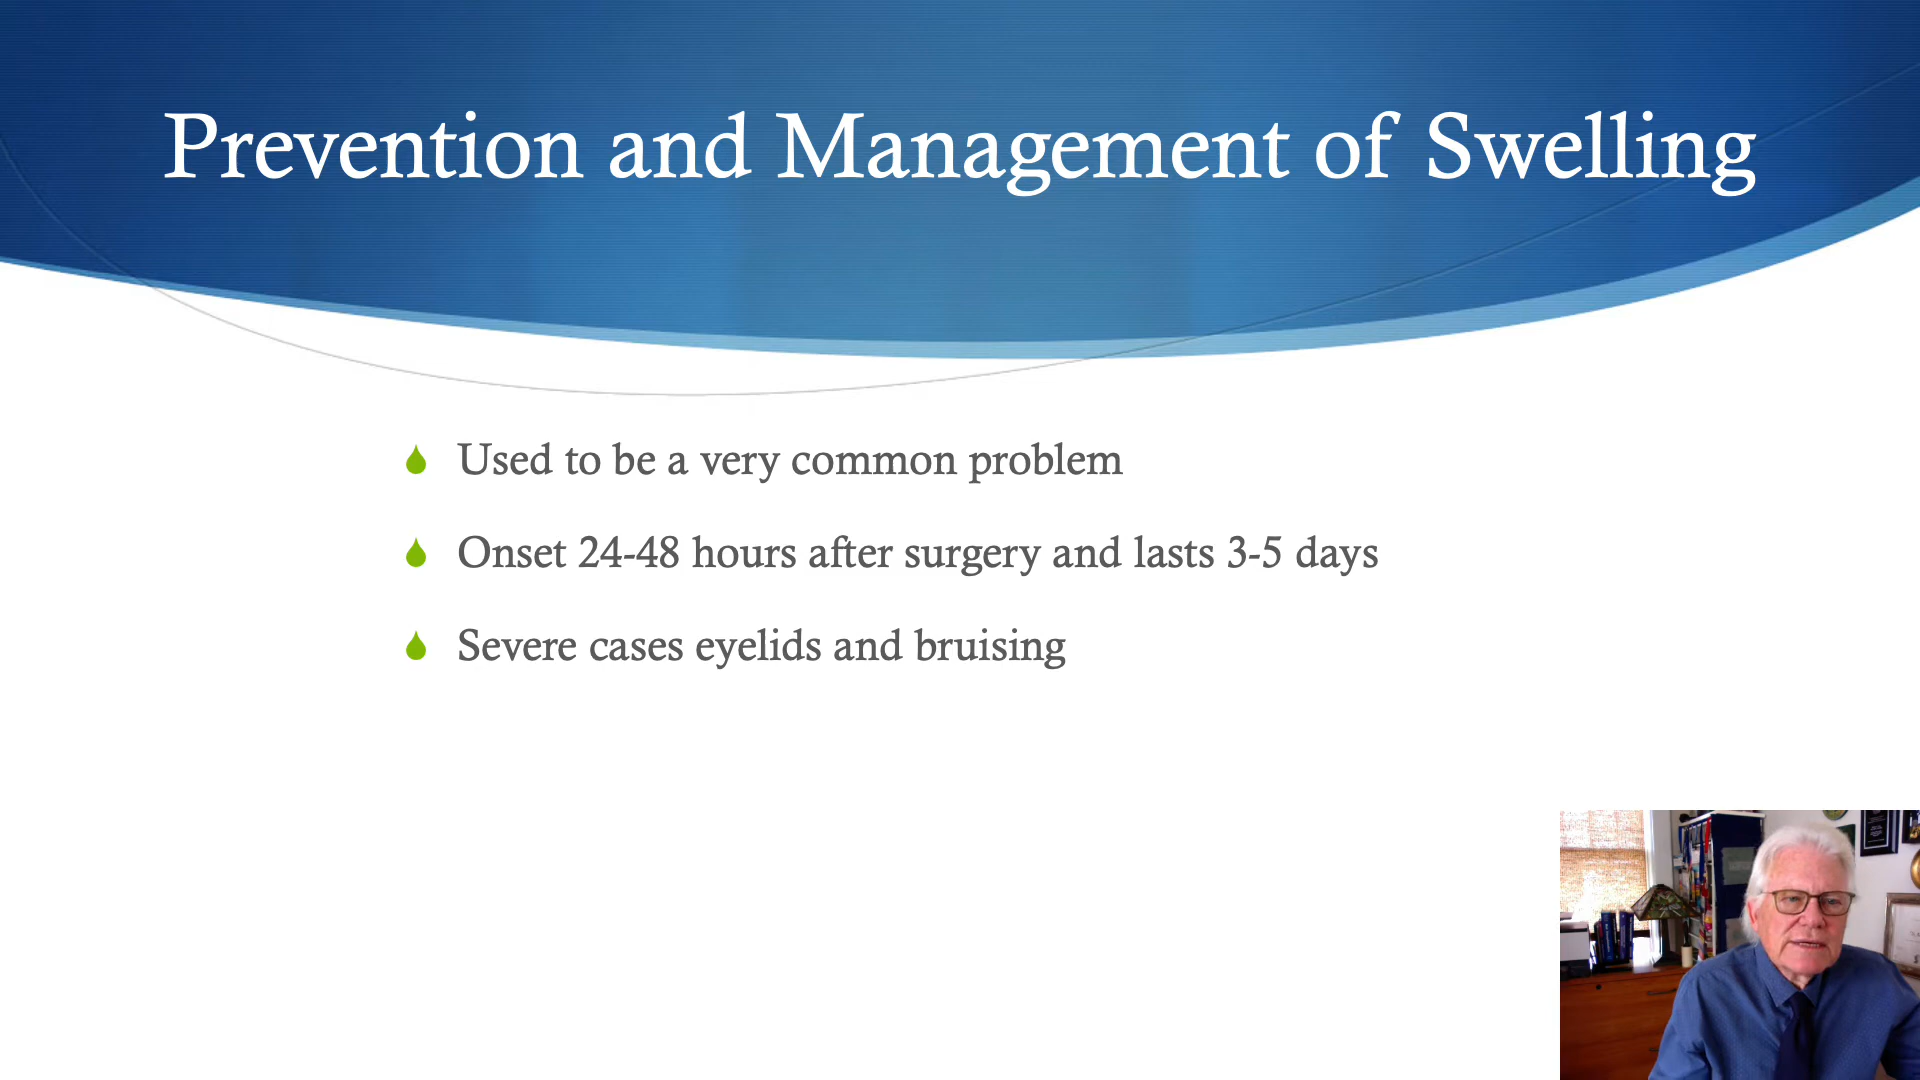 Prevention and Management of Swelling
Used to be a very common problem
Onset 24-48 hours after surgery and lasts 3-5 days
Severe cases eyelids and bruising